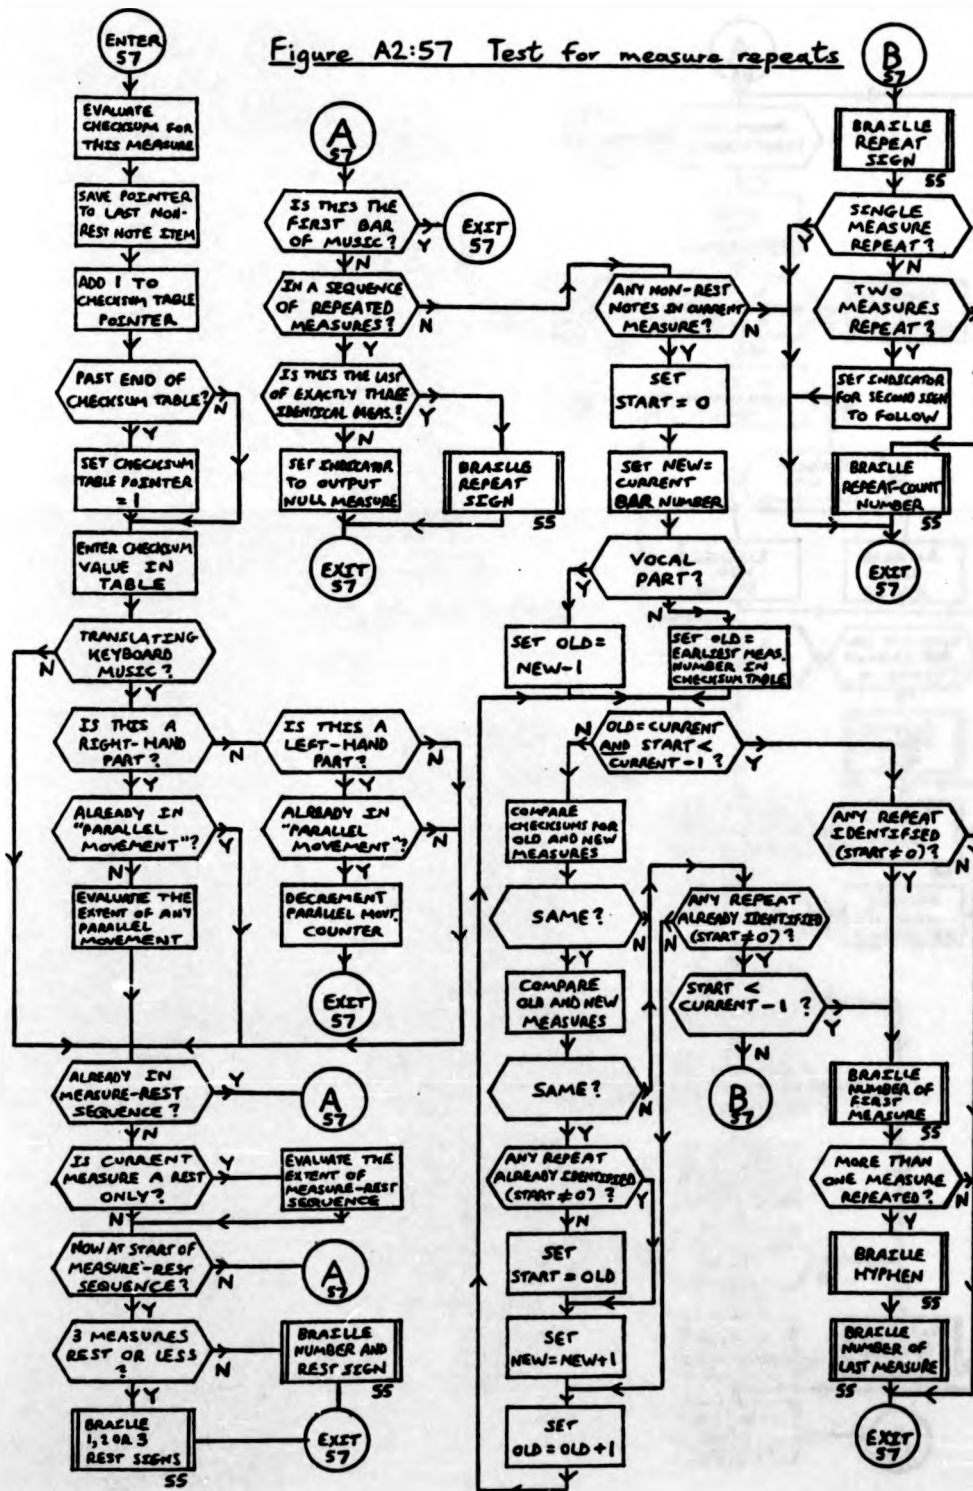 Figure A2:57 Test for measure repeats
ENTER
57
EVALUATE
CHECKSUM FOR
THIS MEASURE
SAVE POINTER
TO LAST NON-
REST NOTE ITEM
ADD 1 TO
CHECKSUM TABLE
POINTER
PAST END OF
CHECKSUM TABLE?
N
Y
SET CHECKSUM
TABLE POINTER
= 1
ENTER CHECKSUM
VALUE IN
TABLE
TRANSLATING
KEYBOARD
MUSIC?
N
Y
IS THIS A
RIGHT-HAND
PART?
N
Y
IS THIS A
LEFT-HAND
PART?
N
Y
ALREADY IN
"PARALLEL
MOVEMENT"?
Y
N
ALREADY IN
"PARALLEL
MOVEMENT"?
N
Y
EVALUATE THE
EXTENT OF ANY
PARALLEL
MOVEMENT
DECREMENT
PARALLEL MOVT.
COUNTER
EXIT
57
ALREADY IN
MEASURE-REST
SEQUENCE?
Y
N
A
57
IS CURRENT
MEASURE A REST
ONLY?
Y
N
EVALUATE THE
EXTENT OF
MEASURE-REST
SEQUENCE
NOW AT START OF
MEASURE-REST
SEQUENCE?
N
Y
A
57
3 MEASURES
REST OR LESS
?
N
Y
BRAILLE
NUMBER AND
REST SIGN
55
BRAILLE
1, 2 OR 3
REST SIGNS
55
EXIT
57
A
57
IS THIS THE
FIRST BAR
OF MUSIC?
Y
N
EXIT
57
IN A SEQUENCE
OF REPEATED
MEASURES?
N
Y
IS THIS THE LAST
OF EXACTLY THREE
IDENTICAL MEAS.?
Y
N
SET INDICATOR
TO OUTPUT
NULL MEASURE
BRAILLE
REPEAT
SIGN
55
EXIT
57
ANY NON-REST
NOTES IN CURRENT
MEASURE?
N
Y
SET
START = 0
SET NEW =
CURRENT
BAR NUMBER
VOCAL
PART?
Y
N
SET OLD =
NEW-1
SET OLD =
EARLIEST MEAS.
NUMBER IN
CHECKSUM TABLE
OLD = CURRENT
AND START <
CURRENT-1?
N
Y
COMPARE
CHECKSUMS FOR
OLD AND NEW
MEASURES
SAME?
N
Y
COMPARE
OLD AND NEW
MEASURES
SAME?
N
Y
ANY REPEAT
ALREADY IDENTIFIED
(START≠0)?
Y
N
SET
START = OLD
SET
NEW = NEW+1
SET
OLD = OLD+1
ANY REPEAT
ALREADY IDENTIFIED
(START≠0)?
N
Y
START <
CURRENT-1?
Y
N
B
57
B
57
BRAILLE
REPEAT
SIGN
55
SINGLE
MEASURE
REPEAT?
Y
N
TWO
MEASURES
REPEAT?
N
Y
SET INDICATOR
FOR SECOND SIGN
TO FOLLOW
BRAILLE
REPEAT-COUNT
NUMBER
55
EXIT
57
ANY REPEAT
IDENTIFIED
(START≠0)?
N
Y
BRAILLE
NUMBER OF
FIRST
MEASURE
55
MORE THAN
ONE MEASURE
REPEATED?
N
Y
BRAILLE
HYPHEN
55
BRAILLE
NUMBER OF
LAST MEASURE
55
EXIT
57